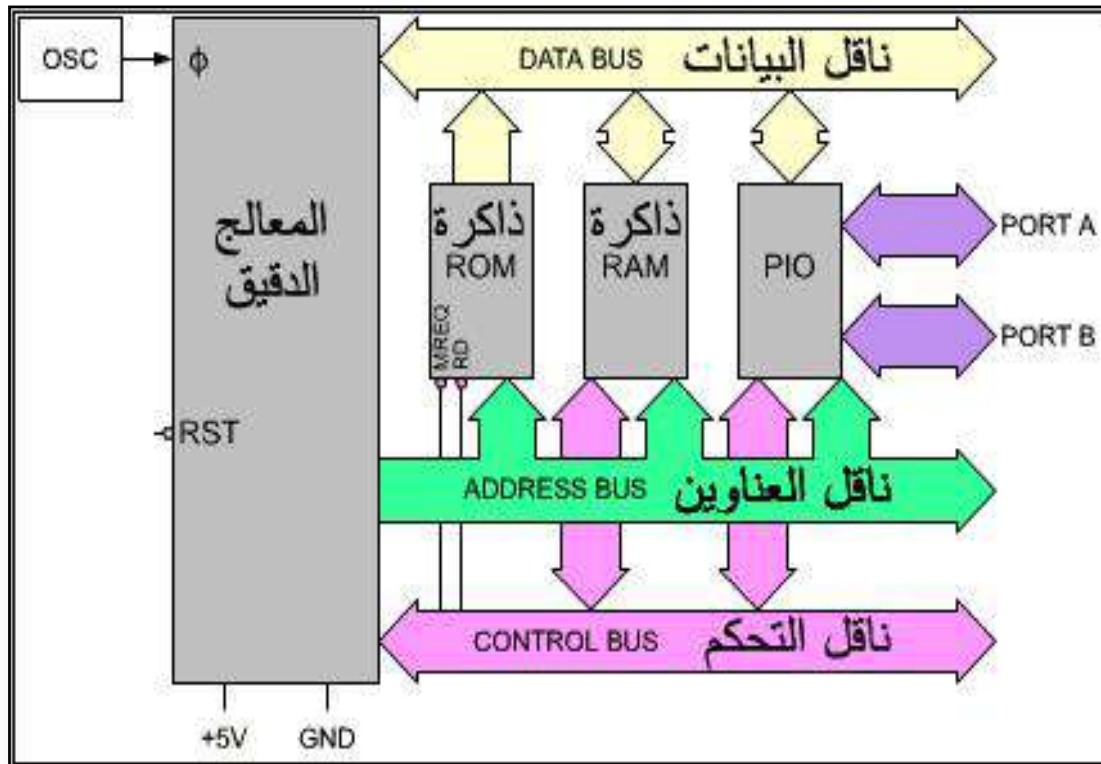 OSC
ϕ
DATA BUS ناقل البيانات
المعالج
الدقيق
ذاكرة
ROM
MREQ
RD
ذاكرة
RAM
PIO
PORT A
PORT B
RST
ADDRESS BUS ناقل العناوين
CONTROL BUS ناقل التحكم
+5V
GND